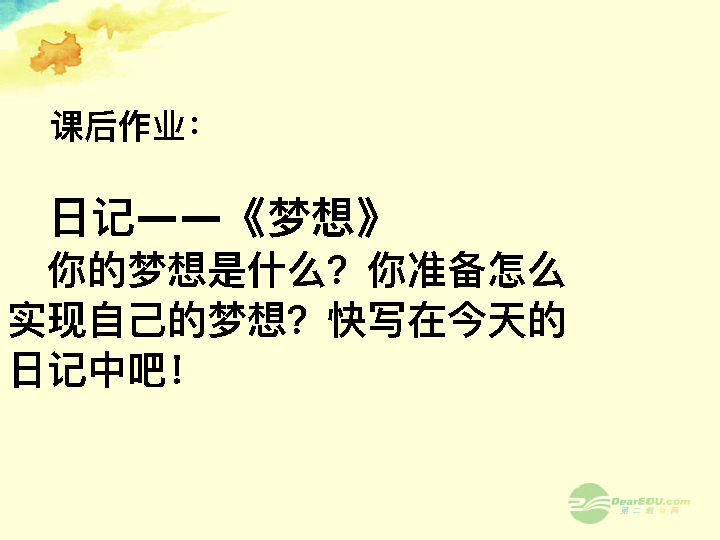 课后作业：
日记——《梦想》
你的梦想是什么？你准备怎么
实现自己的梦想？快写在今天的
日记中吧！
DearEDU.com
第二教育网